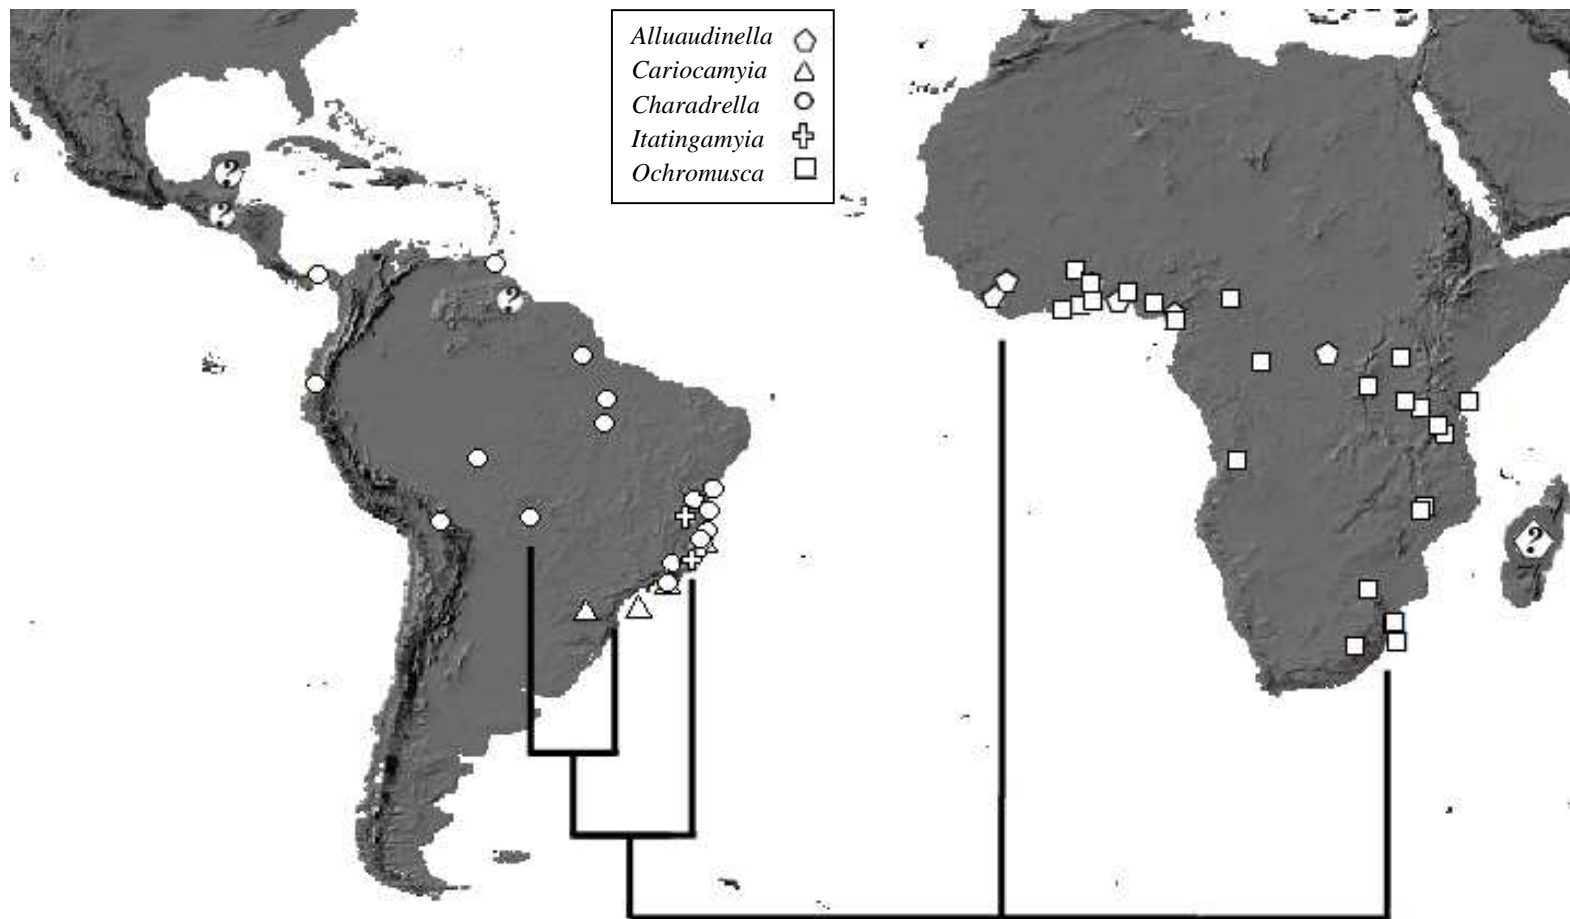 Alluaudinella
Cariocamyia
Charadrella
Itatingamyia
Ochromusca
?
?
?
?